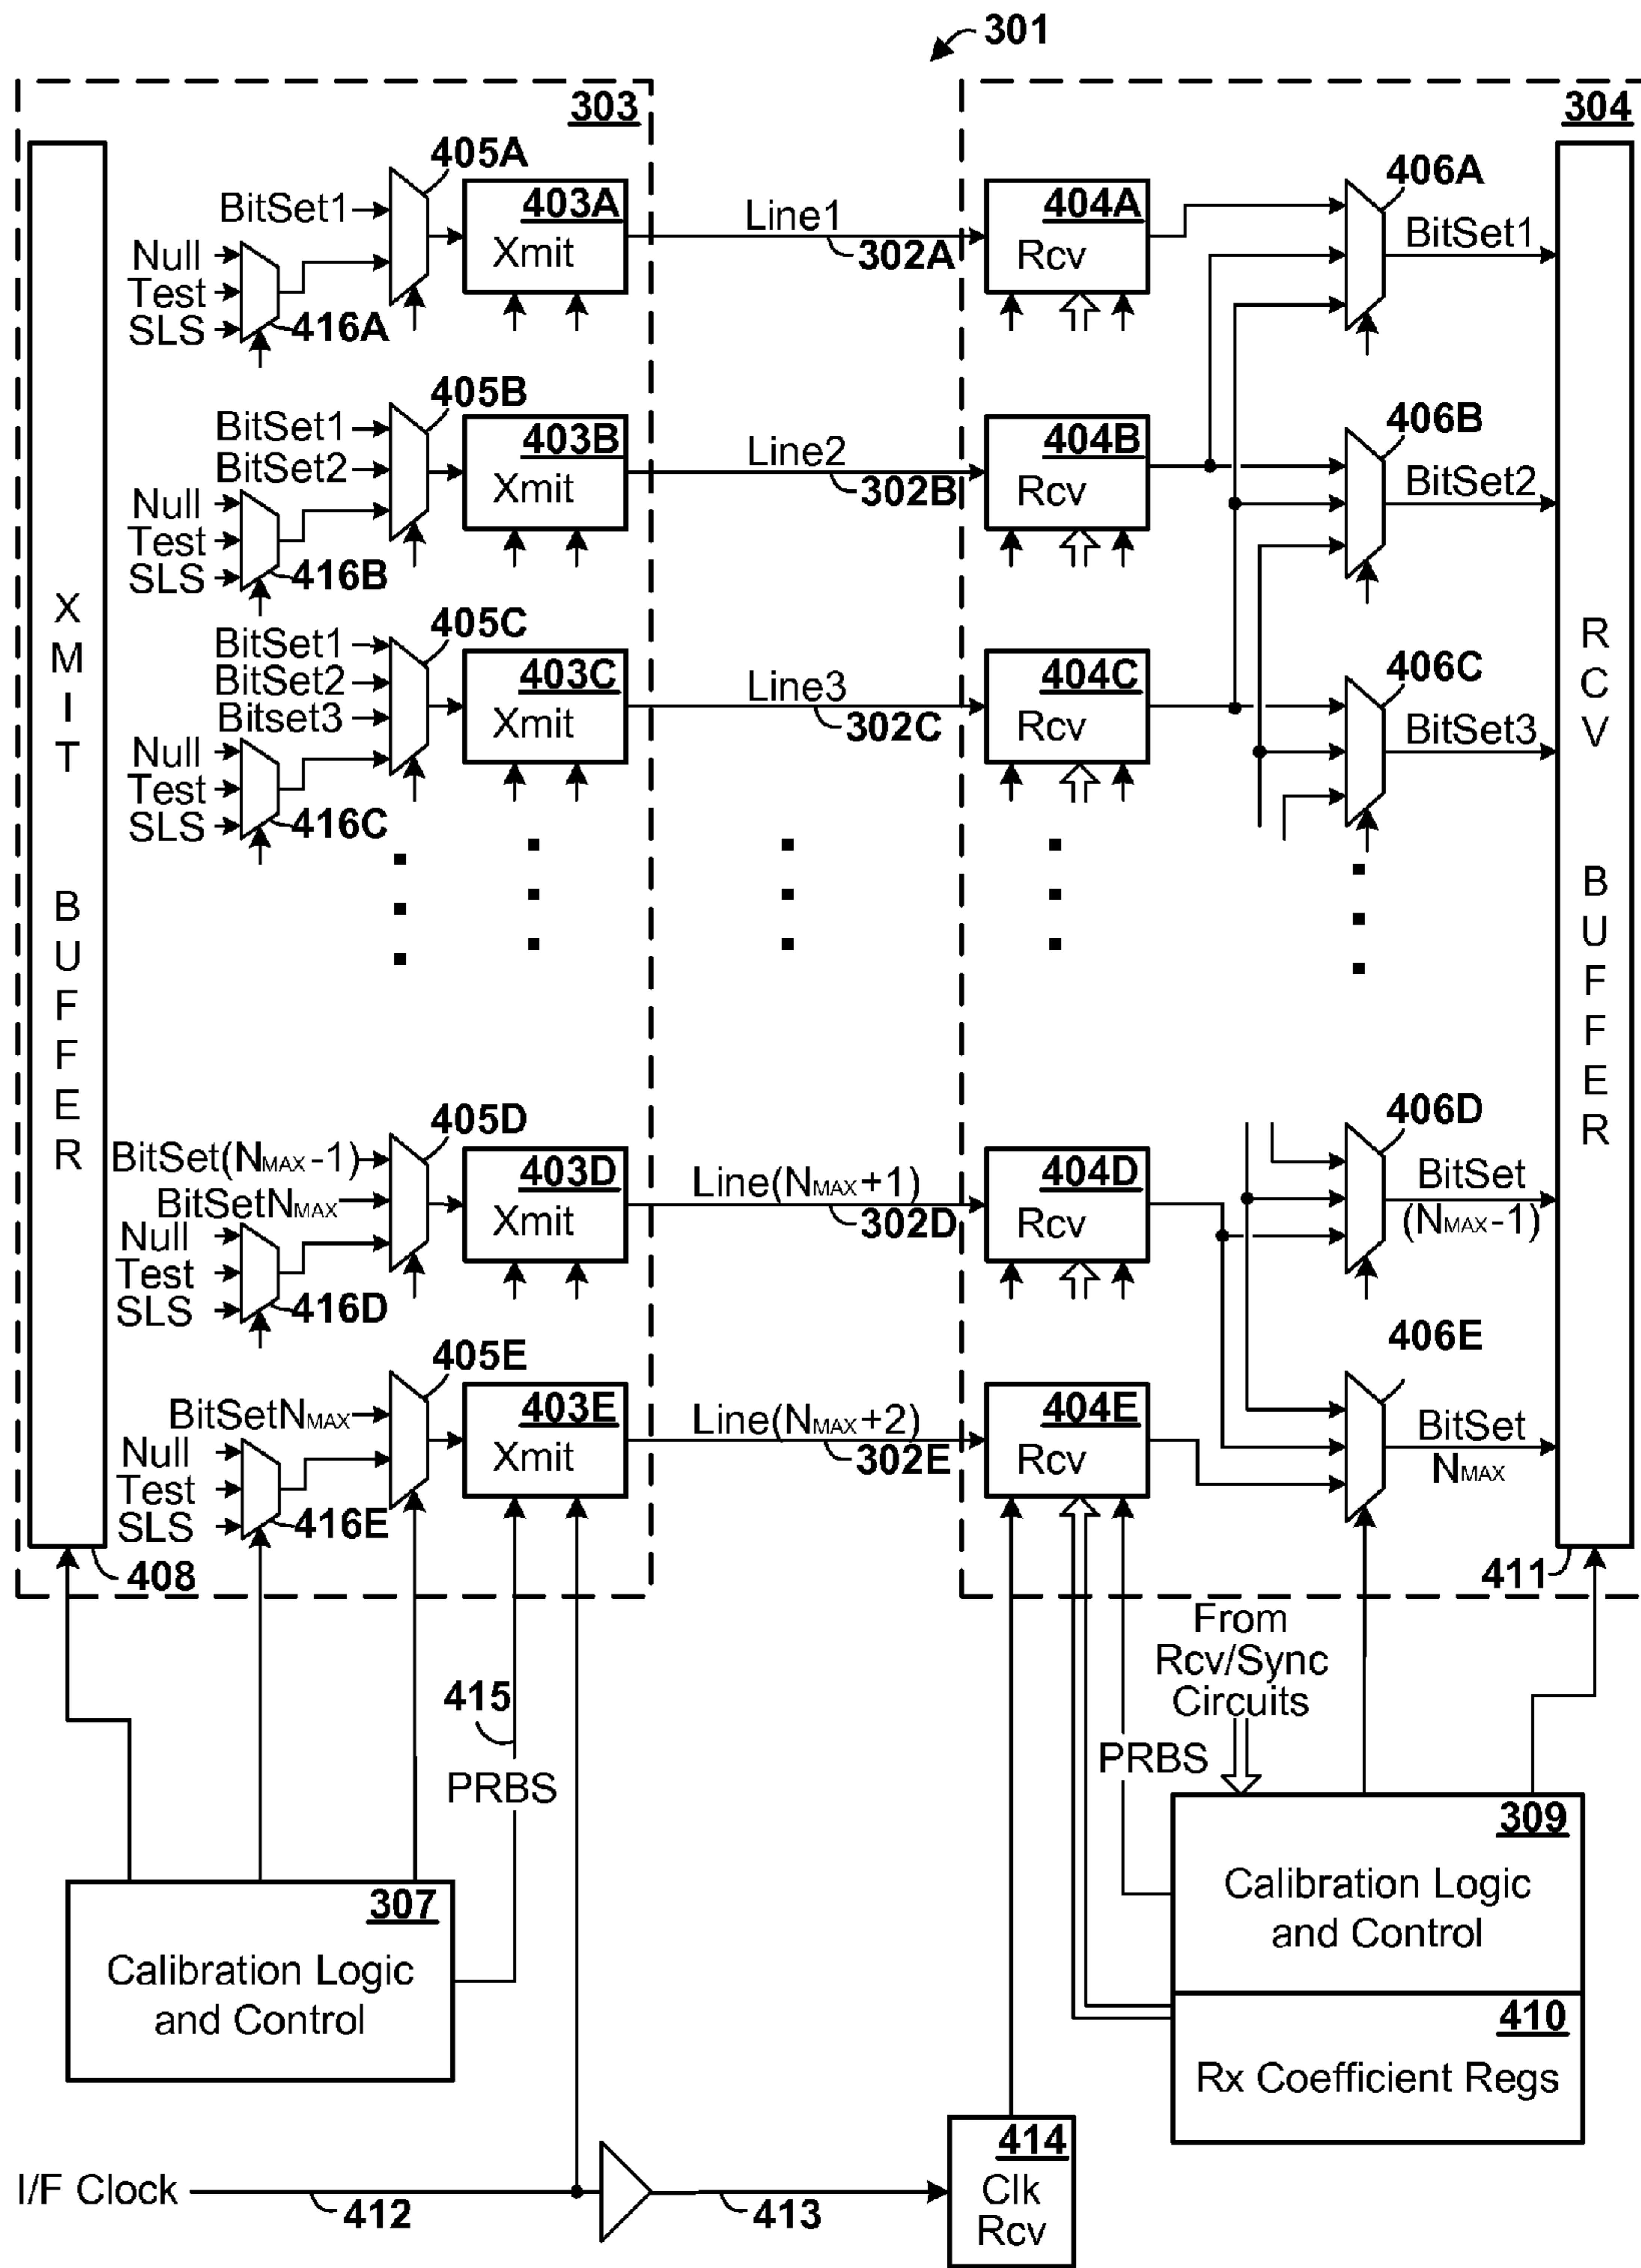 301
303
304
405A
406A
BitSet1
403A
Xmit
Line1
302A
404A
Rcv
BitSet1
Null
Test
SLS
416A
405B
406B
BitSet1
BitSet2
403B
Xmit
Line2
302B
404B
Rcv
BitSet2
Null
Test
SLS
416B
405C
406C
BitSet1
BitSet2
Bitset3
403C
Xmit
Line3
302C
404C
Rcv
BitSet3
Null
Test
SLS
416C
XMIT BUFFER
RCV BUFFER
405D
406D
BitSet(NMAX-1)
BitSetNMAX
403D
Xmit
Line(NMAX+1)
302D
404D
Rcv
BitSet
(NMAX-1)
Null
Test
SLS
416D
405E
406E
BitSetNMAX
403E
Xmit
Line(NMAX+2)
302E
404E
Rcv
BitSet
NMAX
Null
Test
SLS
416E
408
411
From
Rcv/Sync
Circuits
415
PRBS
PRBS
307
Calibration Logic
and Control
309
Calibration Logic
and Control
410
Rx Coefficient Regs
I/F Clock
412
413
414
Clk
Rcv